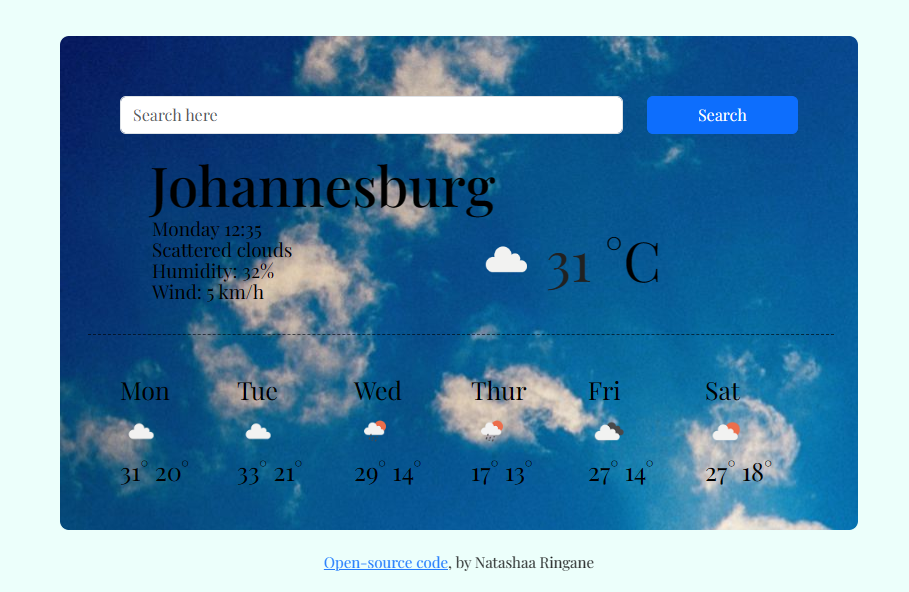 Search here
Search
Johannesburg
Monday 12:35
Scattered clouds
Humidity: 32%
Wind: 5 km/h
31 °C
Mon Tue Wed Thur Fri Sat
31° 20° 33° 21° 29° 14° 17° 13° 27° 14° 27° 18°
Open-source code, by Natashaa Ringane